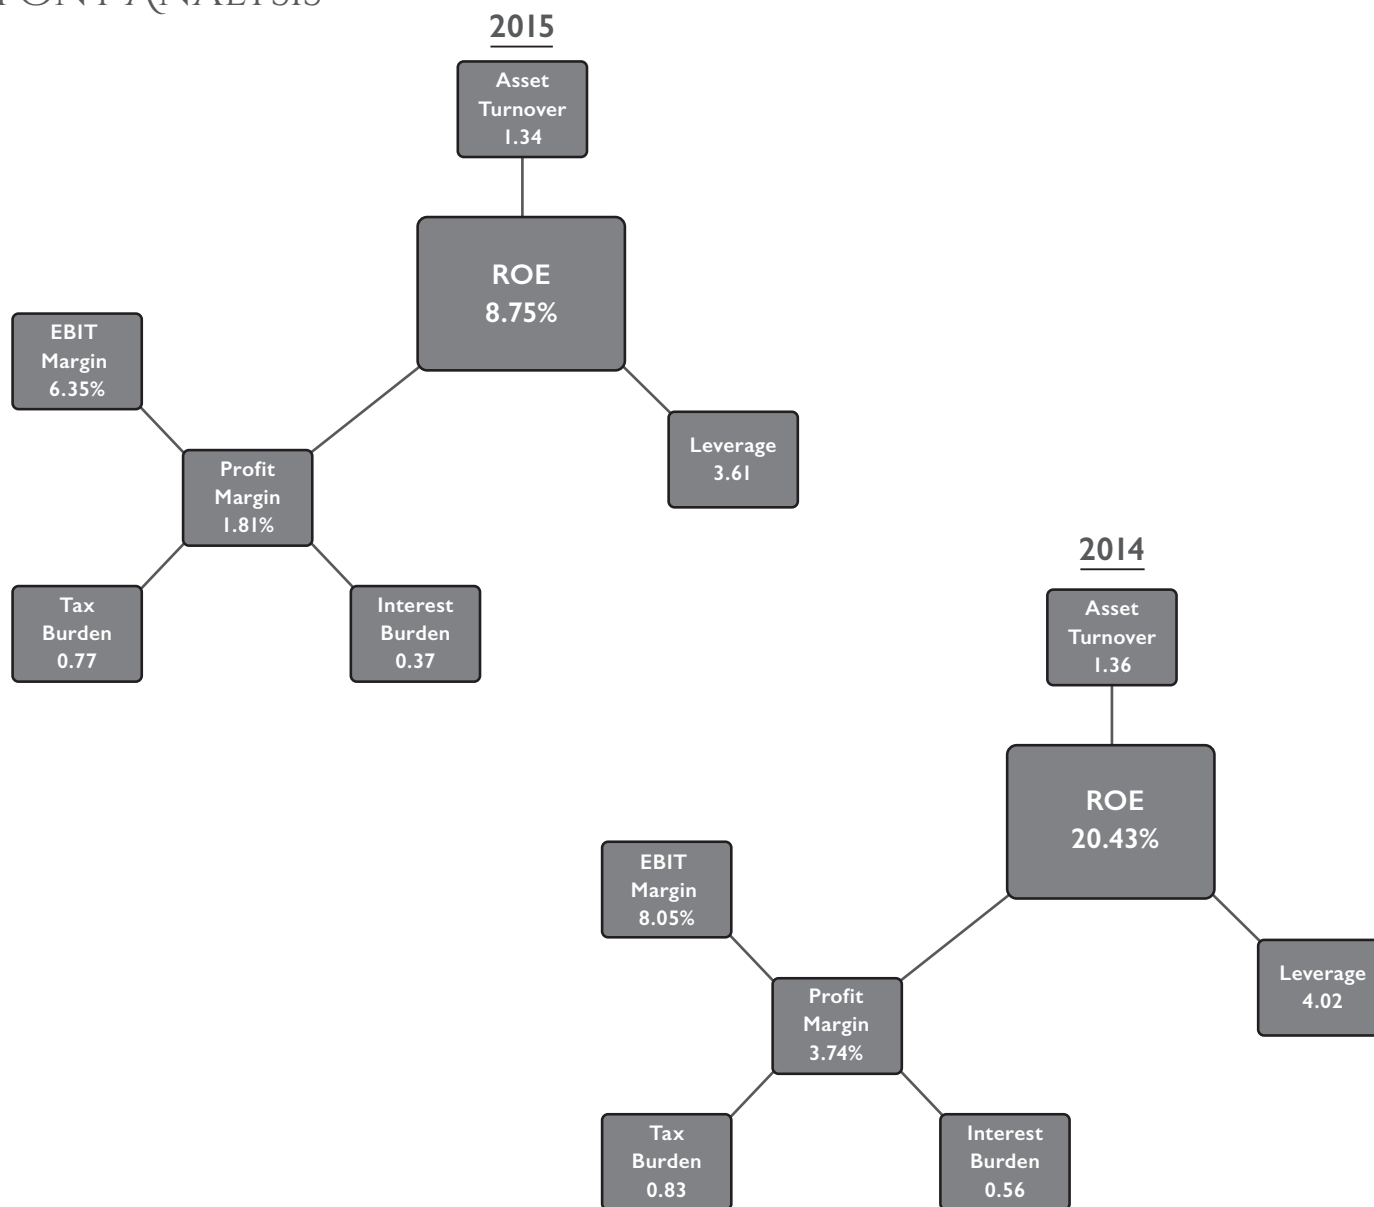 ANALYSIS
2015
Asset
Turnover
1.34
ROE
8.75%
EBIT
Margin
6.35%
Leverage
3.61
Profit
Margin
1.81%
Tax
Burden
0.77
Interest
Burden
0.37
2014
Asset
Turnover
1.36
ROE
20.43%
EBIT
Margin
8.05%
Leverage
4.02
Profit
Margin
3.74%
Tax
Burden
0.83
Interest
Burden
0.56